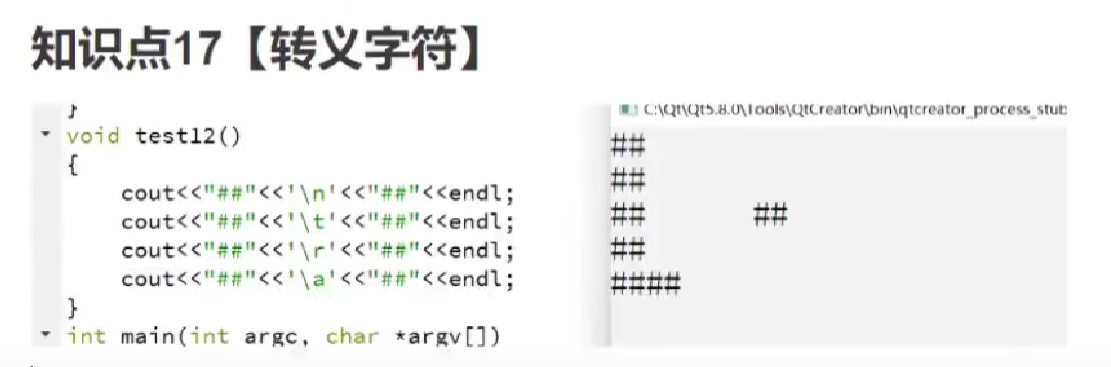 知识点17【转义字符】
}
void test12()
{
cout<<"##"<<'\n'<<"##"<<endl;
cout<<"##"<<'\t'<<"##"<<endl;
cout<<"##"<<'\r'<<"##"<<endl;
cout<<"##"<<'\a'<<"##"<<endl;
}
int main(int argc, char *argv[])
C:\Qt\Qt5.8.0\Tools\QtCreator\bin\qtcreator_process_stub
##
##
## ##
##
####